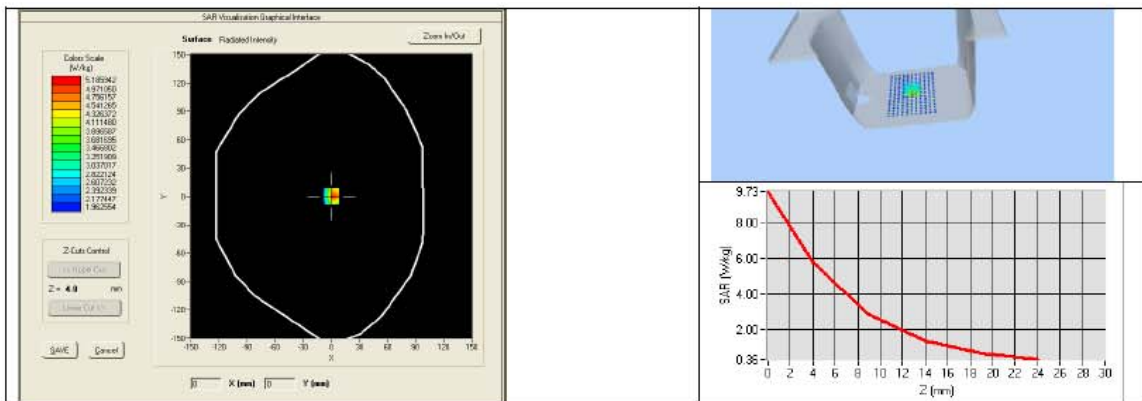 SAR Visualisation Graphical Interface
Surface Radiated Intensity
Zoom In/Out
Colors Scale
(W/kg)
5.185942
4.971050
4.756157
4.541265
4.326372
4.111480
3.896587
3.681695
3.466802
3.251909
3.037017
2.822124
2.607232
2.392339
2.177447
1.962554
Z-Cuts Control
Z = 4.0 mm
SAVE
Cancel
150
120
90
60
30
0
-30
-60
-90
-120
-150
Y
-150 -120 -90 -60 -30 0 30 60 90 120 150
X
0 X (mm) 0 Y (mm)
9.73
8.00
6.00
4.00
2.00
0.36
SAR (W/kg)
0 2 4 6 8 10 12 14 16 18 20 22 24 26 30
Z (mm)